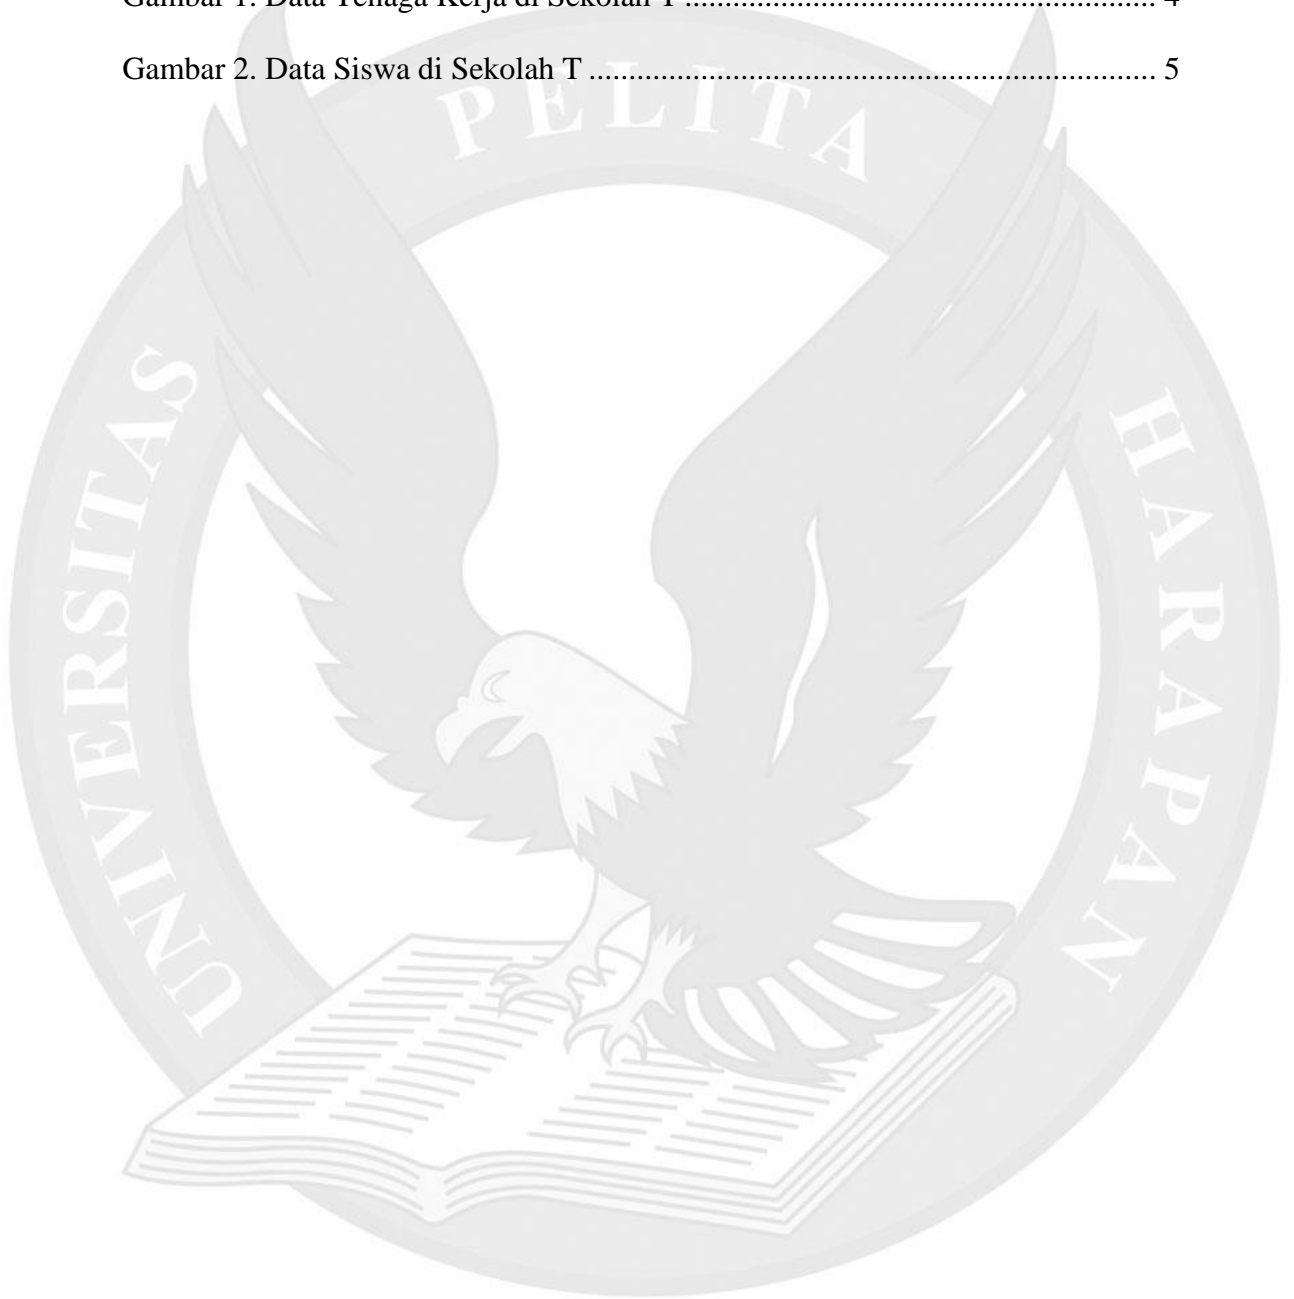 Gambar 1. Data Tenaga Kerja di Sekolah T ................................................... 4
Gambar 2. Data Siswa di Sekolah T ............................................................. 5
PELITA
UNIVERSITAS
HARAPAN